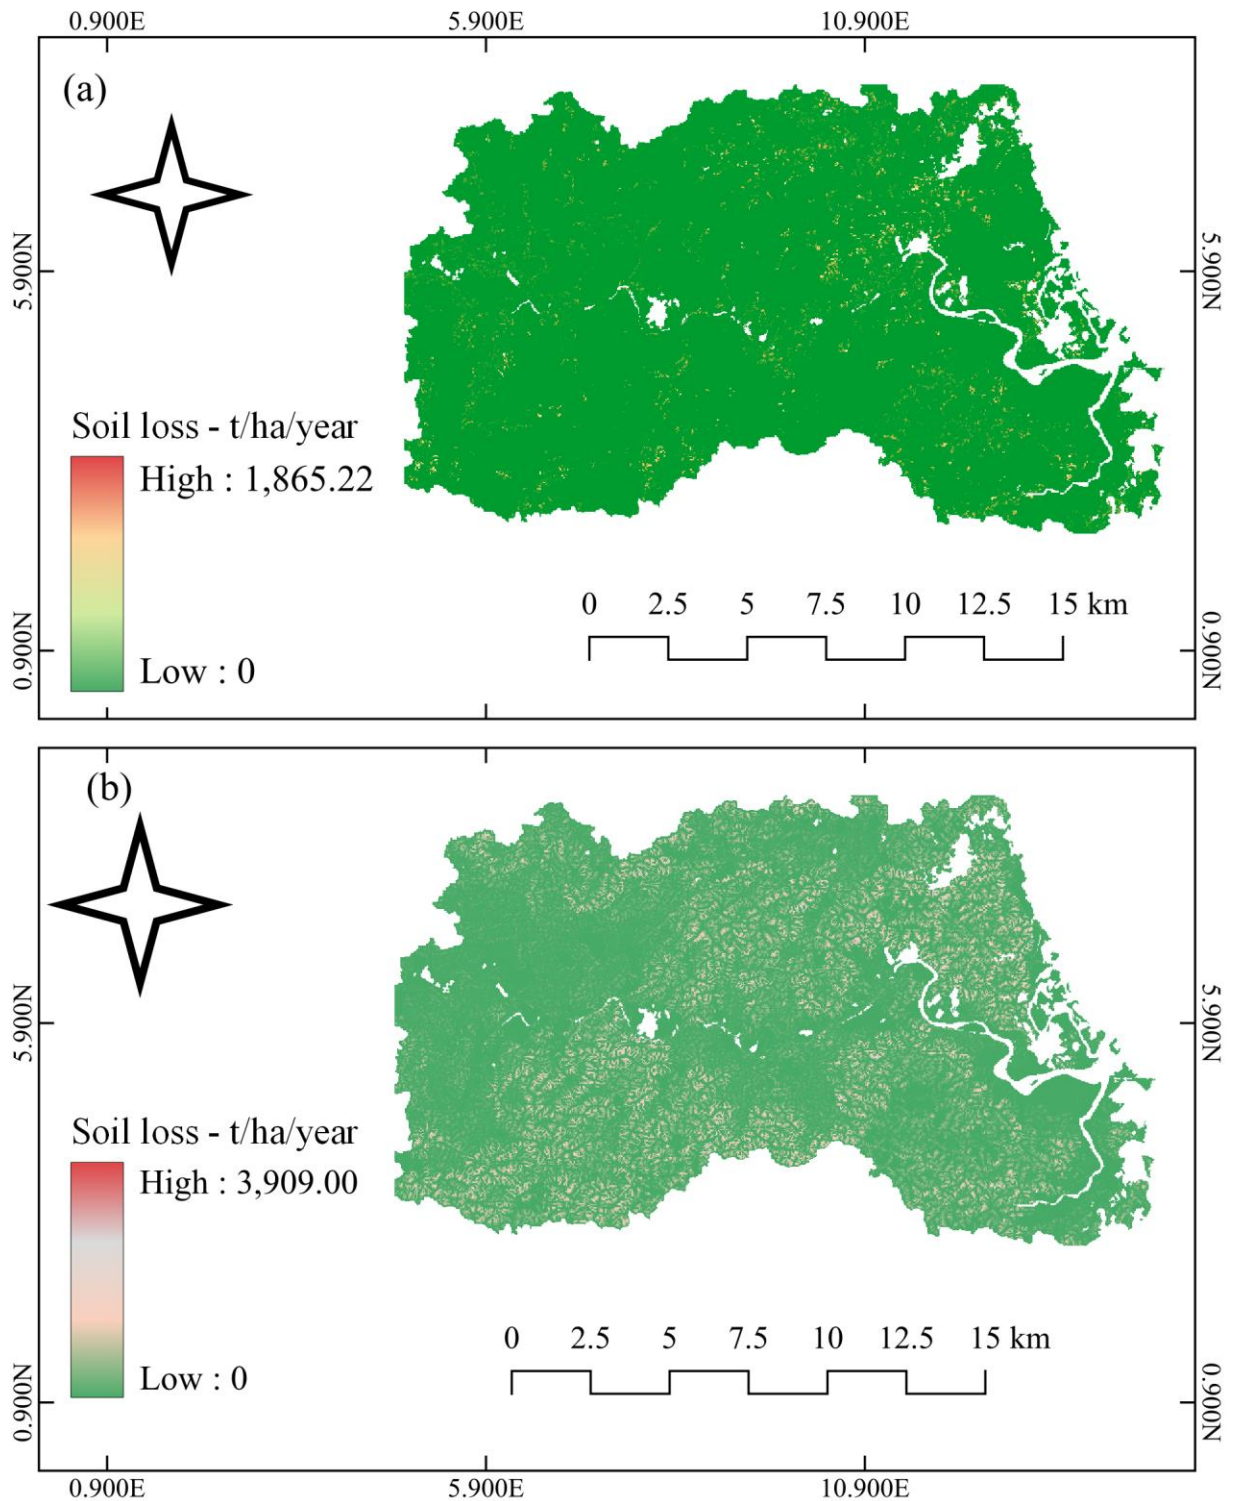 0.900E 5.900E 10.900E
(a)
5.900N 5.900N
Soil loss - t/ha/year
High : 1,865.22
Low : 0
0 2.5 5 7.5 10 12.5 15 km
0.900N 0.900N
(b)
5.900N 5.900N
Soil loss - t/ha/year
High : 3,909.00
Low : 0
0 2.5 5 7.5 10 12.5 15 km
0.900N 0.900N
0.900E 5.900E 10.900E